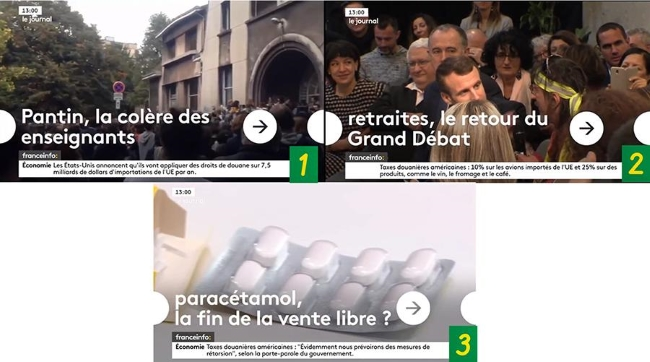 13:00
le journal
Pantin, la colère des
enseignants
franceinfo:
Économie Les États-Unis annoncent qu'ils vont appliquer des droits de douane sur 7,5
milliards de dollars d'importations de l'UE par an.
1
13:00
le journal
retraites, le retour du
Grand Débat
franceinfo:
Taxes douanières américaines : 10% sur les avions importés de l'UE et 25% sur des
produits, comme le vin, le fromage et le café.
2
13:00
paracétamol,
la fin de la vente libre ?
franceinfo:
Économie Taxes douanières américaines : "Évidemment nous prévoirons des mesures de
rétorsion", selon la porte-parole du gouvernement.
3